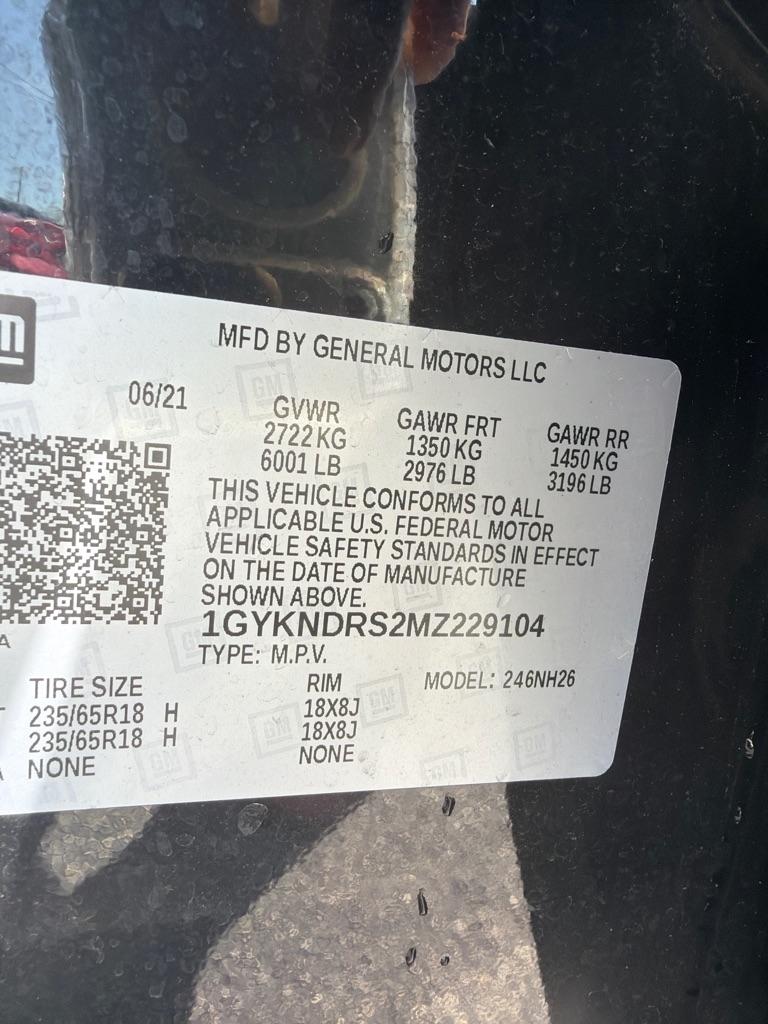 MFD BY GENERAL MOTORS LLC
06/21
GVWR GAWR FRT GAWR RR
2722 KG 1350 KG 1450 KG
6001 LB 2976 LB 3196 LB
THIS VEHICLE CONFORMS TO ALL
APPLICABLE U.S. FEDERAL MOTOR
VEHICLE SAFETY STANDARDS IN EFFECT
ON THE DATE OF MANUFACTURE
SHOWN ABOVE.
1GYKNDRS2MZ229104
TYPE: M.P.V.
TIRE SIZE RIM MODEL: 246NH26
235/65R18 H 18X8J
235/65R18 H 18X8J
NONE NONE